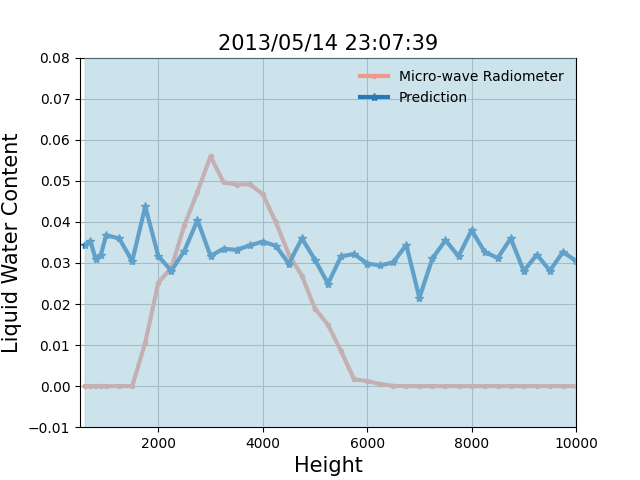 2013/05/14 23:07:39
Liquid Water Content
0.08
0.07
0.06
0.05
0.04
0.03
0.02
0.01
0.00
−0.01
Micro-wave Radiometer
Prediction
2000 4000 6000 8000 10000
Height